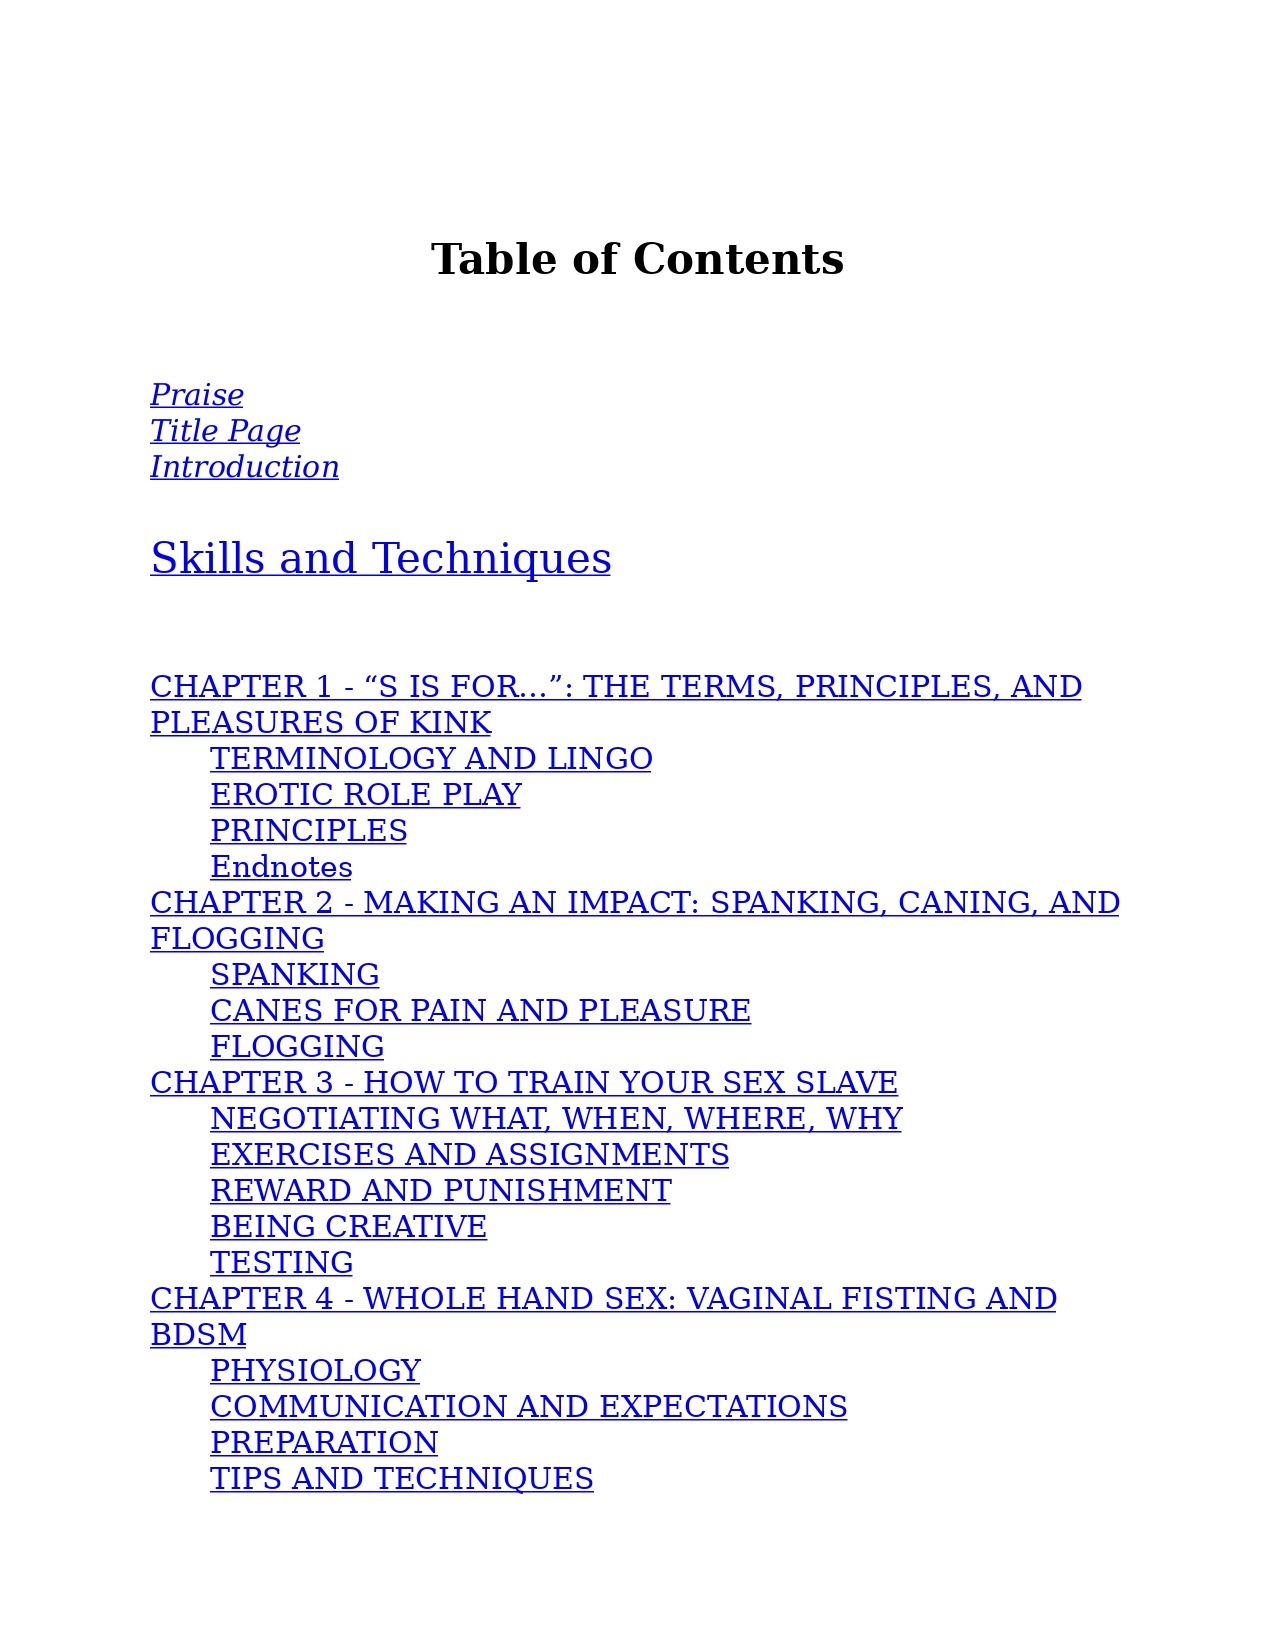 Table of Contents
Praise
Title Page
Introduction
Skills and Techniques
CHAPTER 1 - “S IS FOR…”: THE TERMS, PRINCIPLES, AND
PLEASURES OF KINK
TERMINOLOGY AND LINGO
EROTIC ROLE PLAY
PRINCIPLES
Endnotes
CHAPTER 2 - MAKING AN IMPACT: SPANKING, CANING, AND
FLOGGING
SPANKING
CANES FOR PAIN AND PLEASURE
FLOGGING
CHAPTER 3 - HOW TO TRAIN YOUR SEX SLAVE
NEGOTIATING WHAT, WHEN, WHERE, WHY
EXERCISES AND ASSIGNMENTS
REWARD AND PUNISHMENT
BEING CREATIVE
TESTING
CHAPTER 4 - WHOLE HAND SEX: VAGINAL FISTING AND
BDSM
PHYSIOLOGY
COMMUNICATION AND EXPECTATIONS
PREPARATION
TIPS AND TECHNIQUES